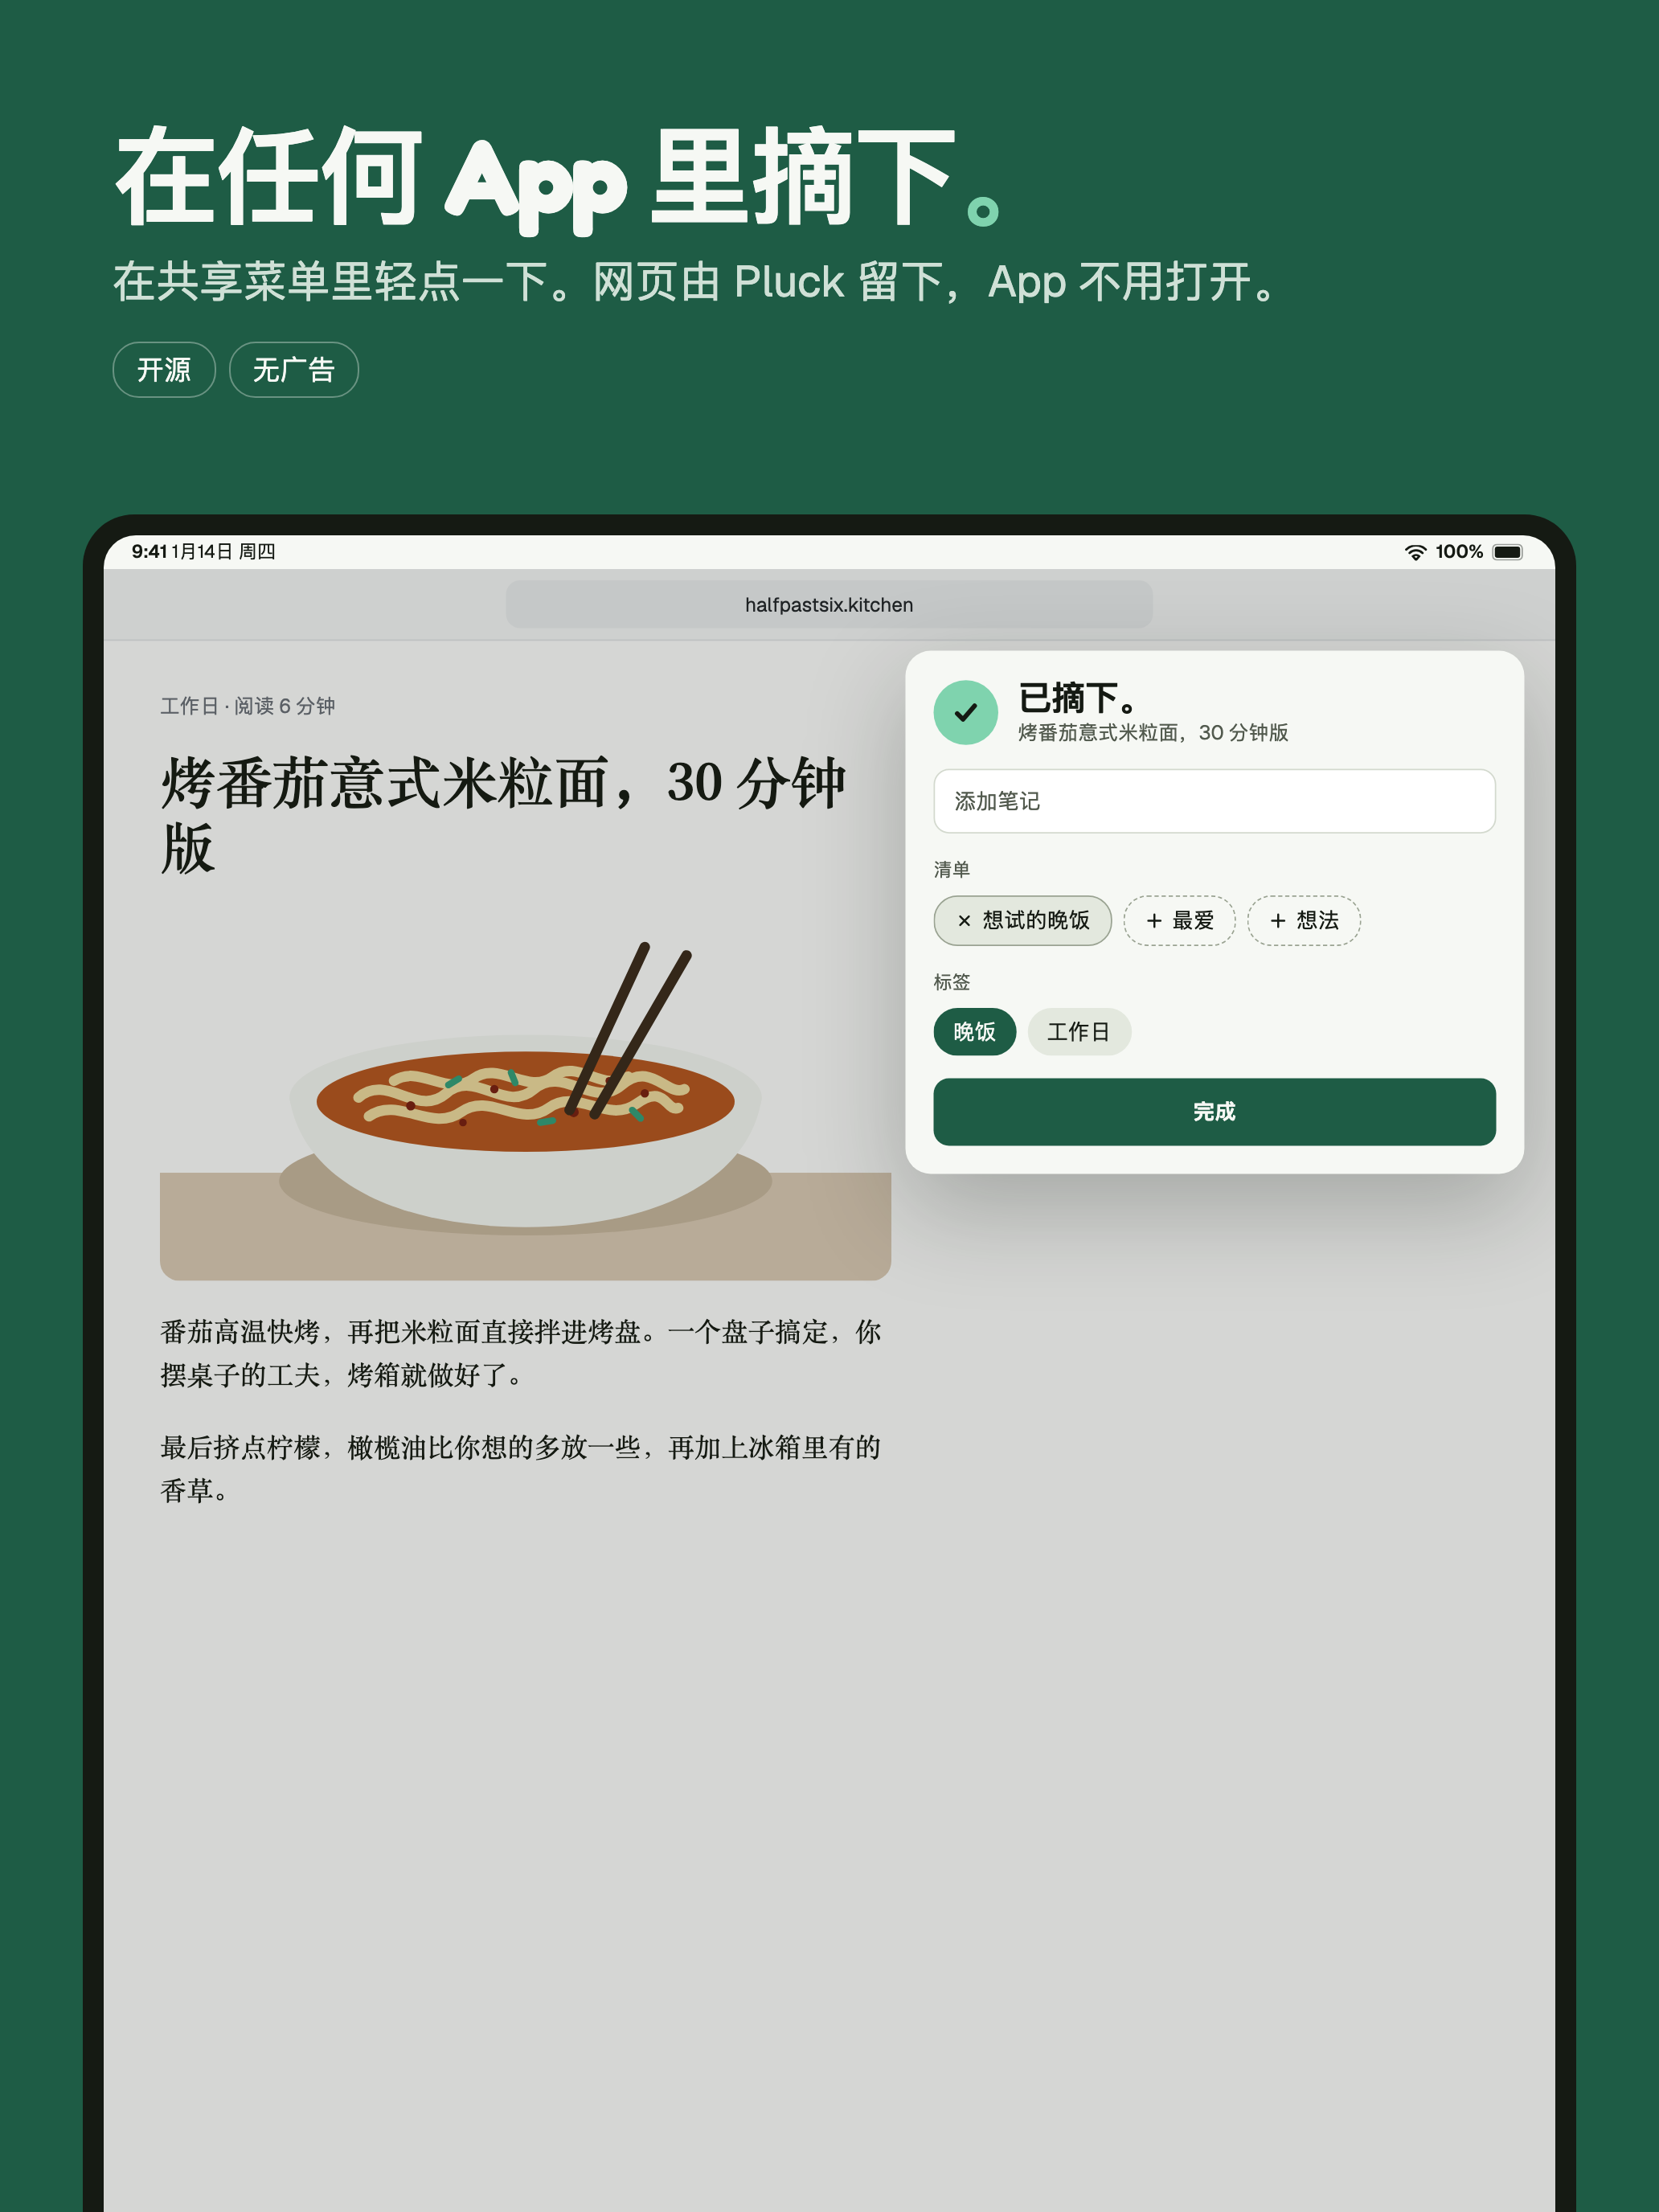 在任何 App 里摘下。
在共享菜单里轻点一下。网页由 Pluck 留下，App 不用打开。
开源
无广告
9:41 1月14日 周四
100%
halfpastsix.kitchen
工作日 · 阅读 6 分钟
烤番茄意式米粒面，30 分钟
版
已摘下。
烤番茄意式米粒面，30 分钟版
添加笔记
清单
× 想试的晚饭
+ 最爱
+ 想法
标签
晚饭
工作日
完成
番茄高温快烤，再把米粒面直接拌进烤盘。一个盘子搞定，你
摆桌子的工夫，烤箱就做好了。
最后挤点柠檬，橄榄油比你想的多放一些，再加上冰箱里有的
香草。